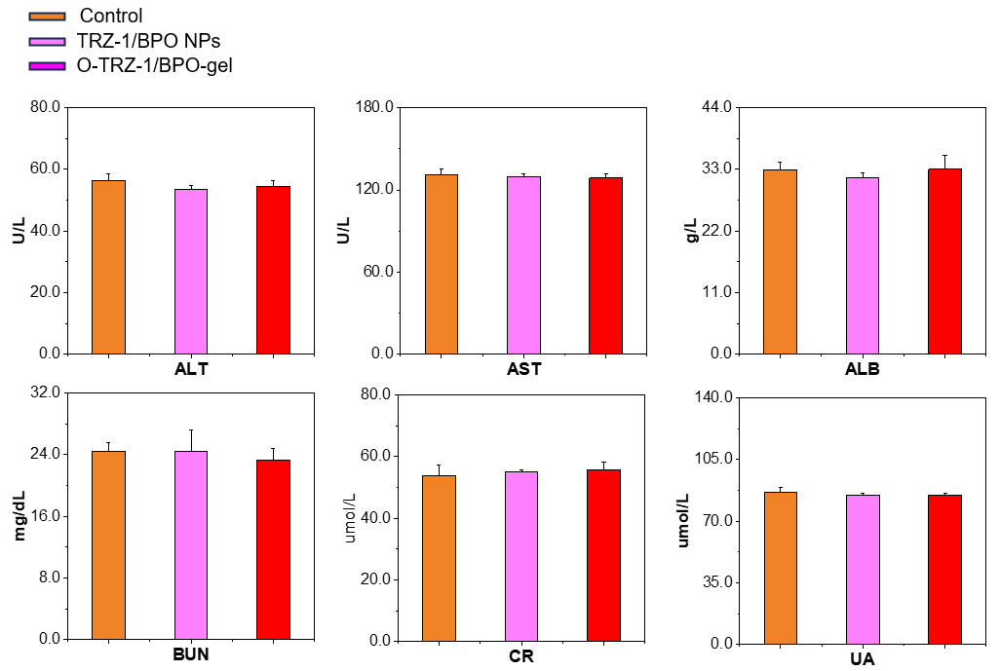 Control
TRZ-1/BPO NPs
O-TRZ-1/BPO-gel
80.0
60.0
40.0
20.0
0.0
U/L
ALT
180.0
120.0
60.0
0.0
U/L
AST
44.0
33.0
22.0
11.0
0.0
g/L
ALB
32.0
24.0
16.0
8.0
0.0
mg/dL
BUN
80.0
60.0
40.0
20.0
0.0
umol/L
CR
140.0
105.0
70.0
35.0
0.0
umol/L
UA